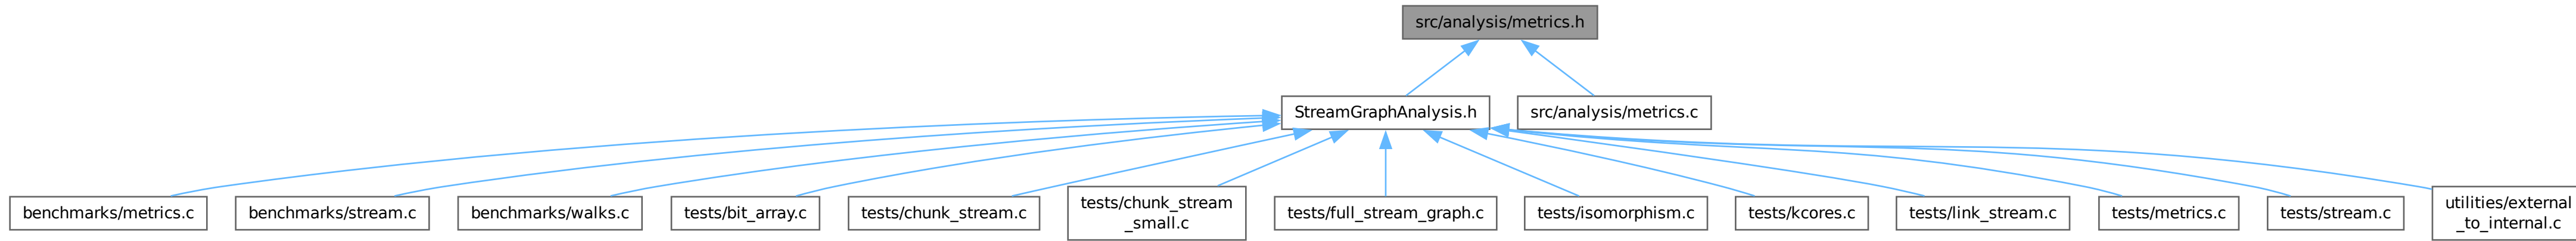 src/analysis/metrics.h
StreamGraphAnalysis.h
src/analysis/metrics.c
benchmarks/metrics.c
benchmarks/stream.c
benchmarks/walks.c
tests/bit_array.c
tests/chunk_stream.c
tests/chunk_stream
_small.c
tests/full_stream_graph.c
tests/isomorphism.c
tests/kcores.c
tests/link_stream.c
tests/metrics.c
tests/stream.c
utilities/external
_to_internal.c